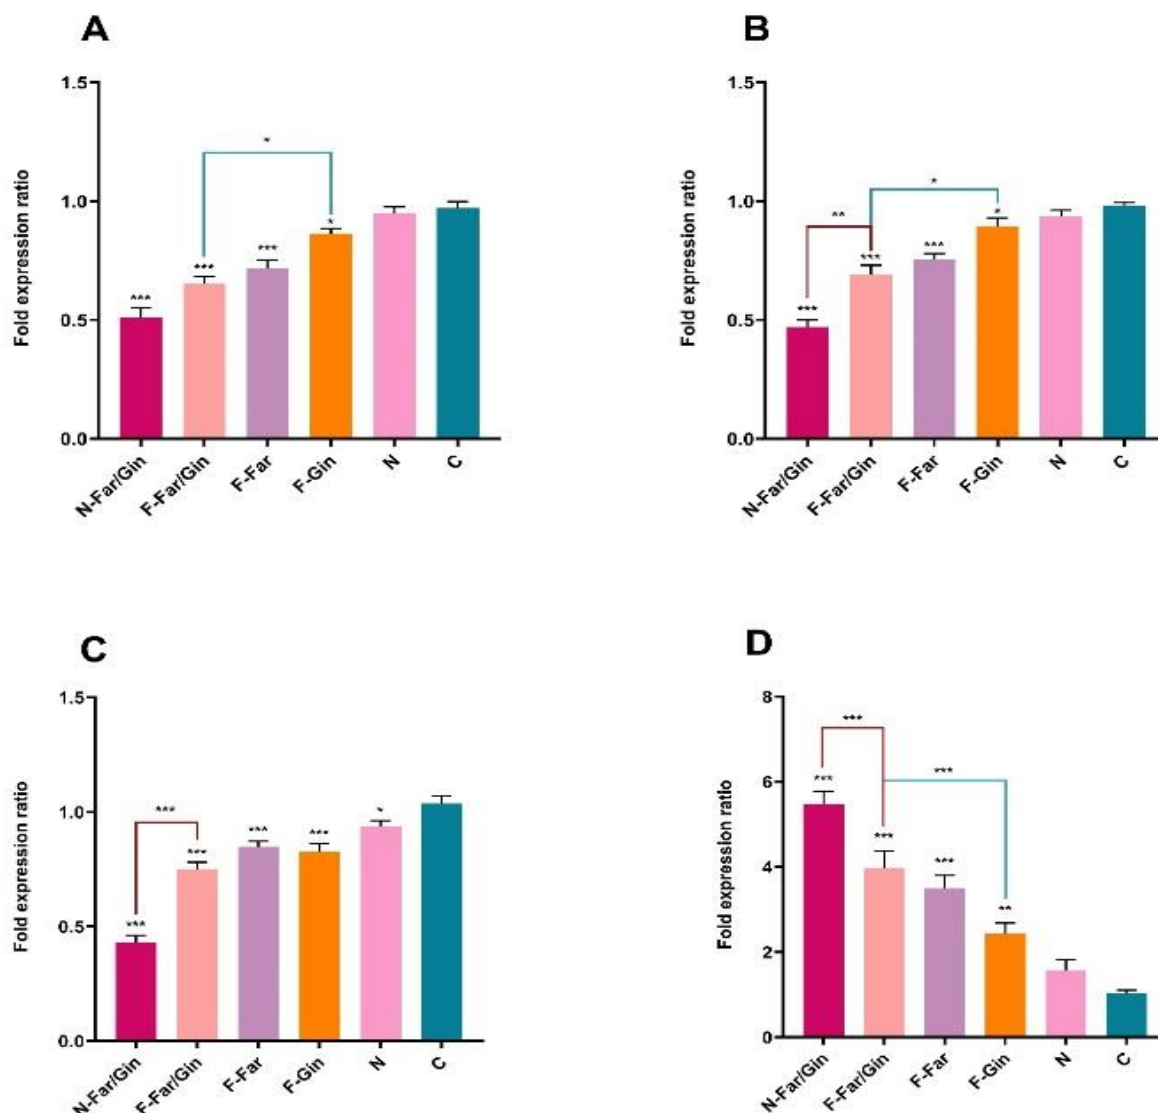 A
Fold expression ratio
1.5
1.0
0.5
0.0
*
***
***
***
*
N-Far/Gin
F-Far/Gin
F-Far
F-Gin
N
C
B
Fold expression ratio
1.5
1.0
0.5
0.0
**
*
***
***
***
*
N-Far/Gin
F-Far/Gin
F-Far
F-Gin
N
C
C
Fold expression ratio
1.5
1.0
0.5
0.0
***
***
***
***
***
*
N-Far/Gin
F-Far/Gin
F-Far
F-Gin
N
C
D
Fold expression ratio
8
6
4
2
0
***
***
***
***
***
**
N-Far/Gin
F-Far/Gin
F-Far
F-Gin
N
C